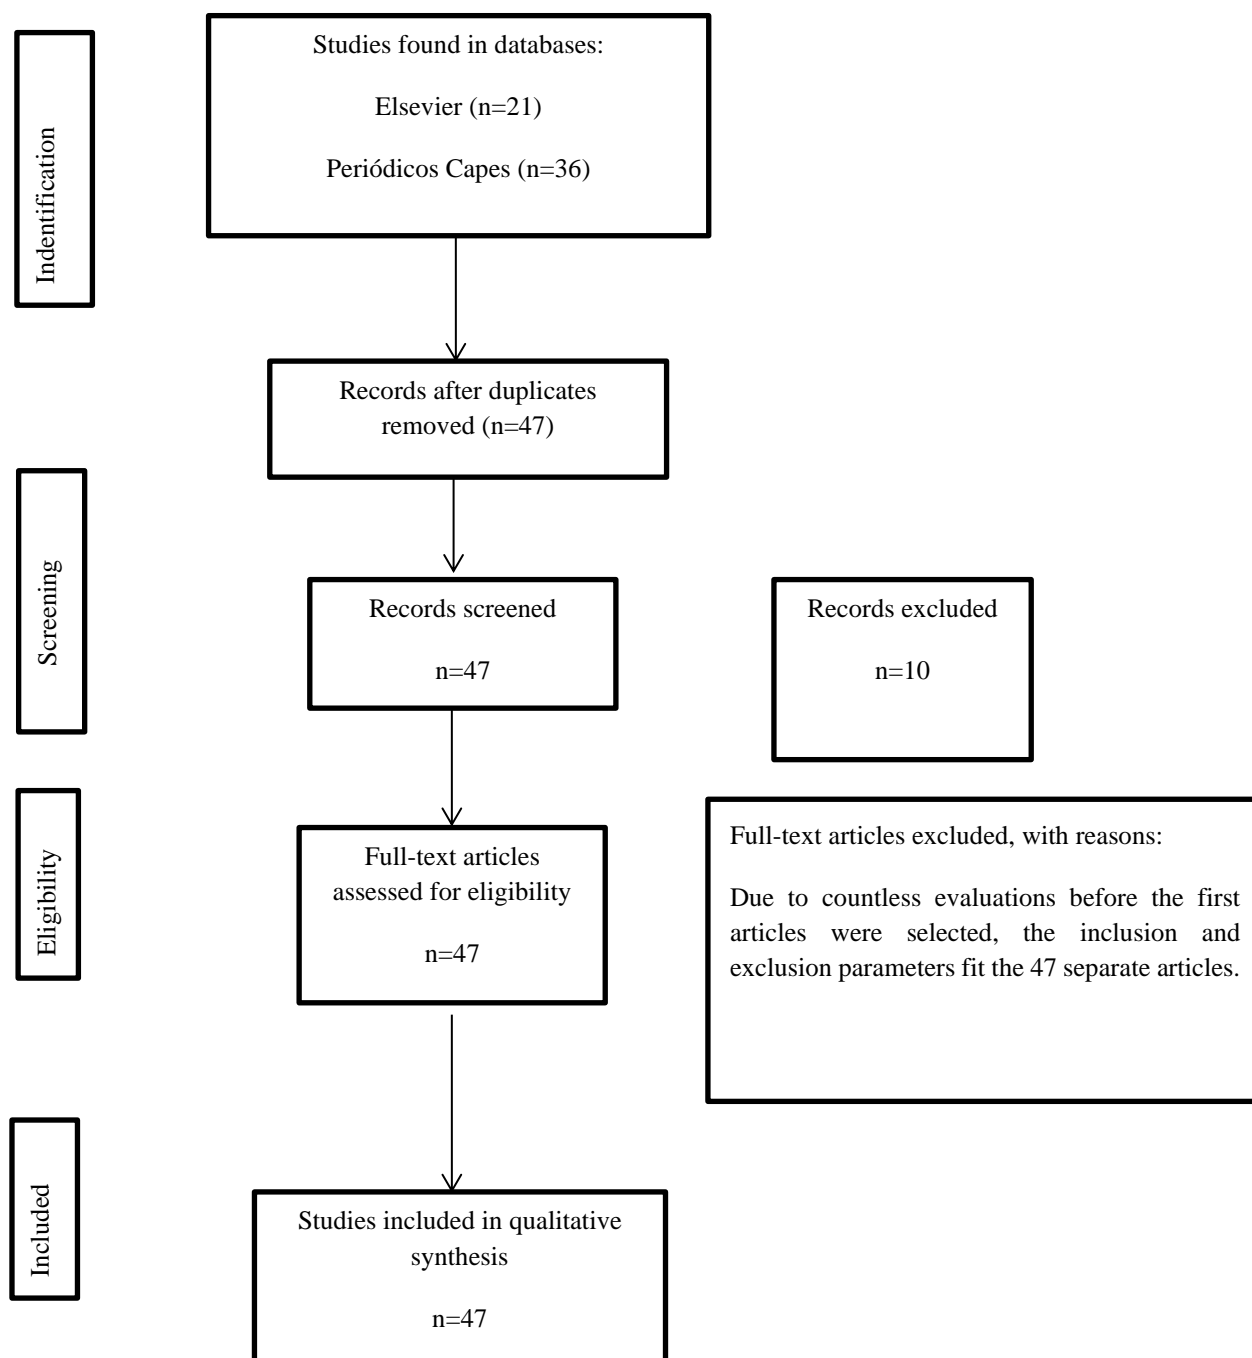 Indentification
Studies found in databases:
Elsevier (n=21)
Periódicos Capes (n=36)
Records after duplicates
removed (n=47)
Screening
Records screened
n=47
Records excluded
n=10
Eligibility
Full-text articles
assessed for eligibility
n=47
Full-text articles excluded, with reasons:
Due to countless evaluations before the first
articles were selected, the inclusion and
exclusion parameters fit the 47 separate articles.
Included
Studies included in qualitative
synthesis
n=47